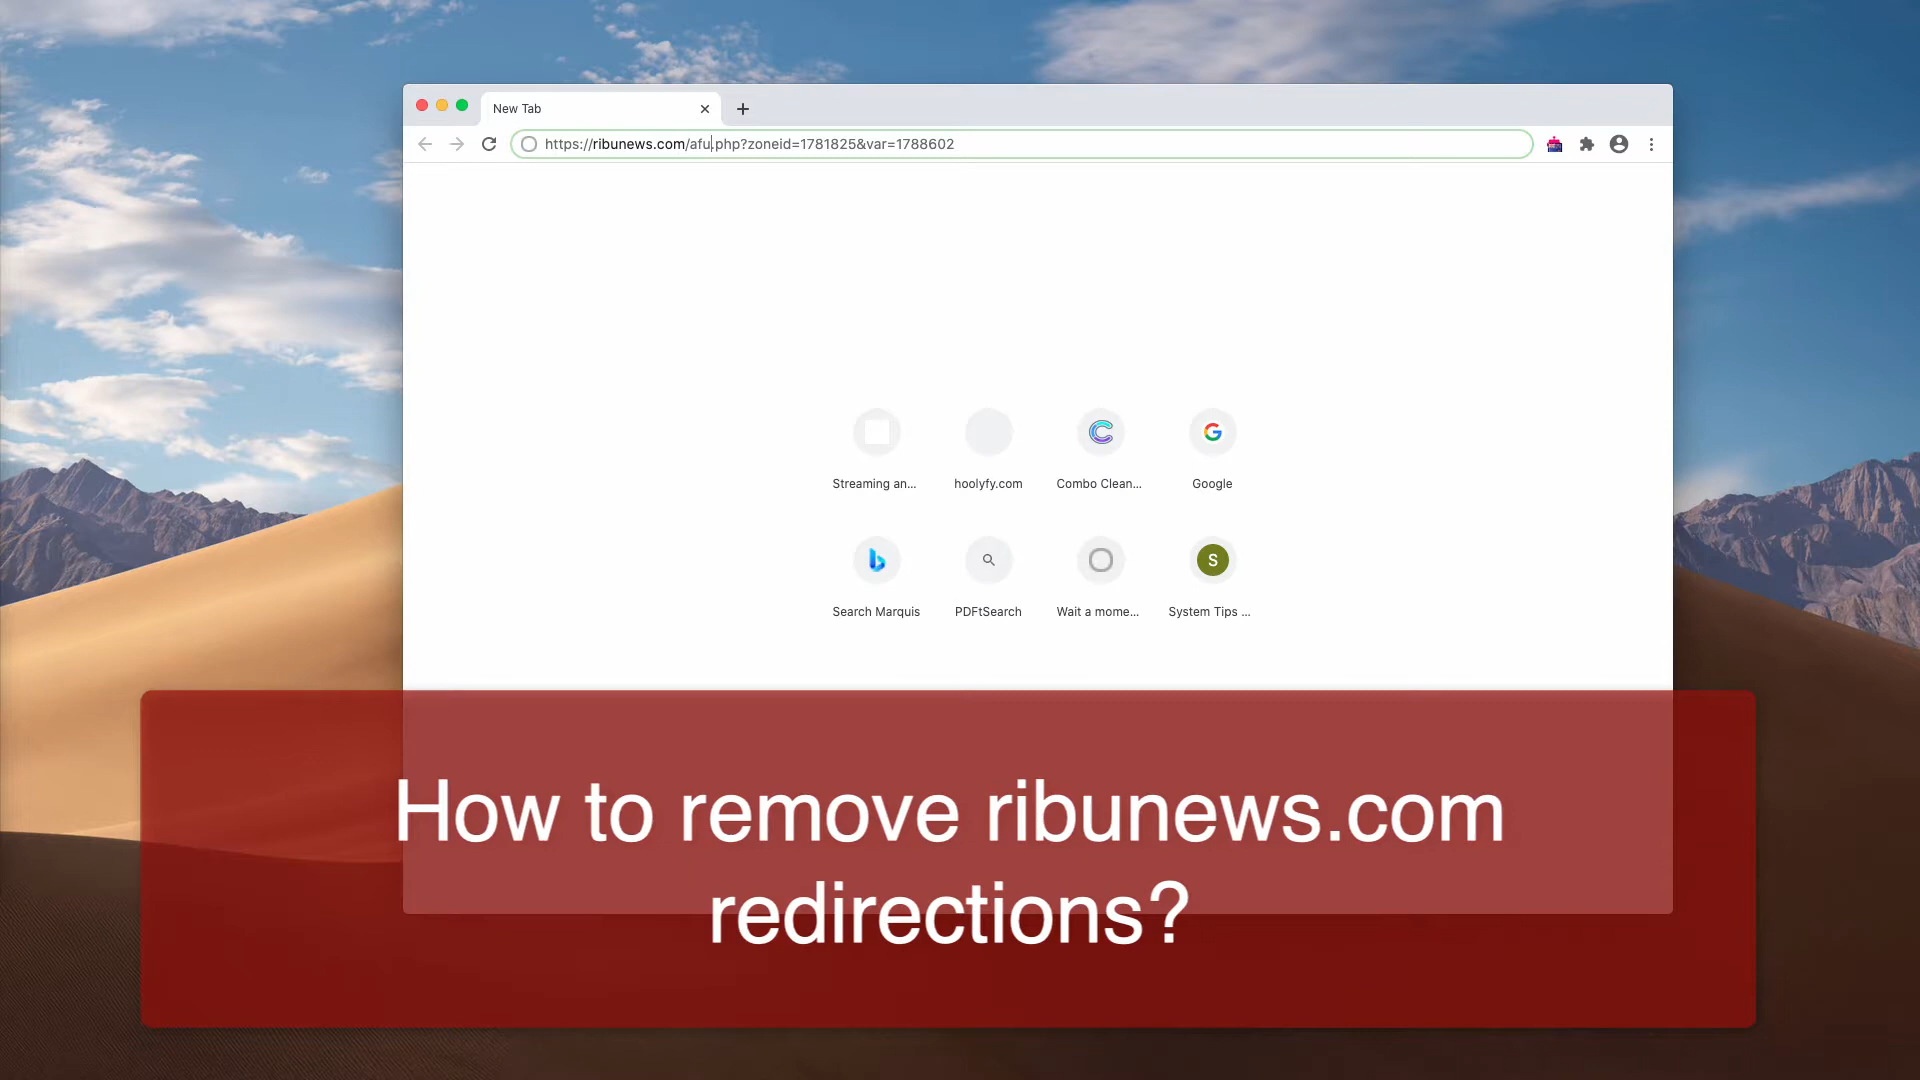 New Tab
https://ribunews.com/afu.php?zoneid=1781825&var=1788602
Streaming an... hoolyfy.com Combo Clean... Google
S
Search Marquis PDFtSearch Wait a mome... System Tips ...
How to remove ribunews.com
redirections?